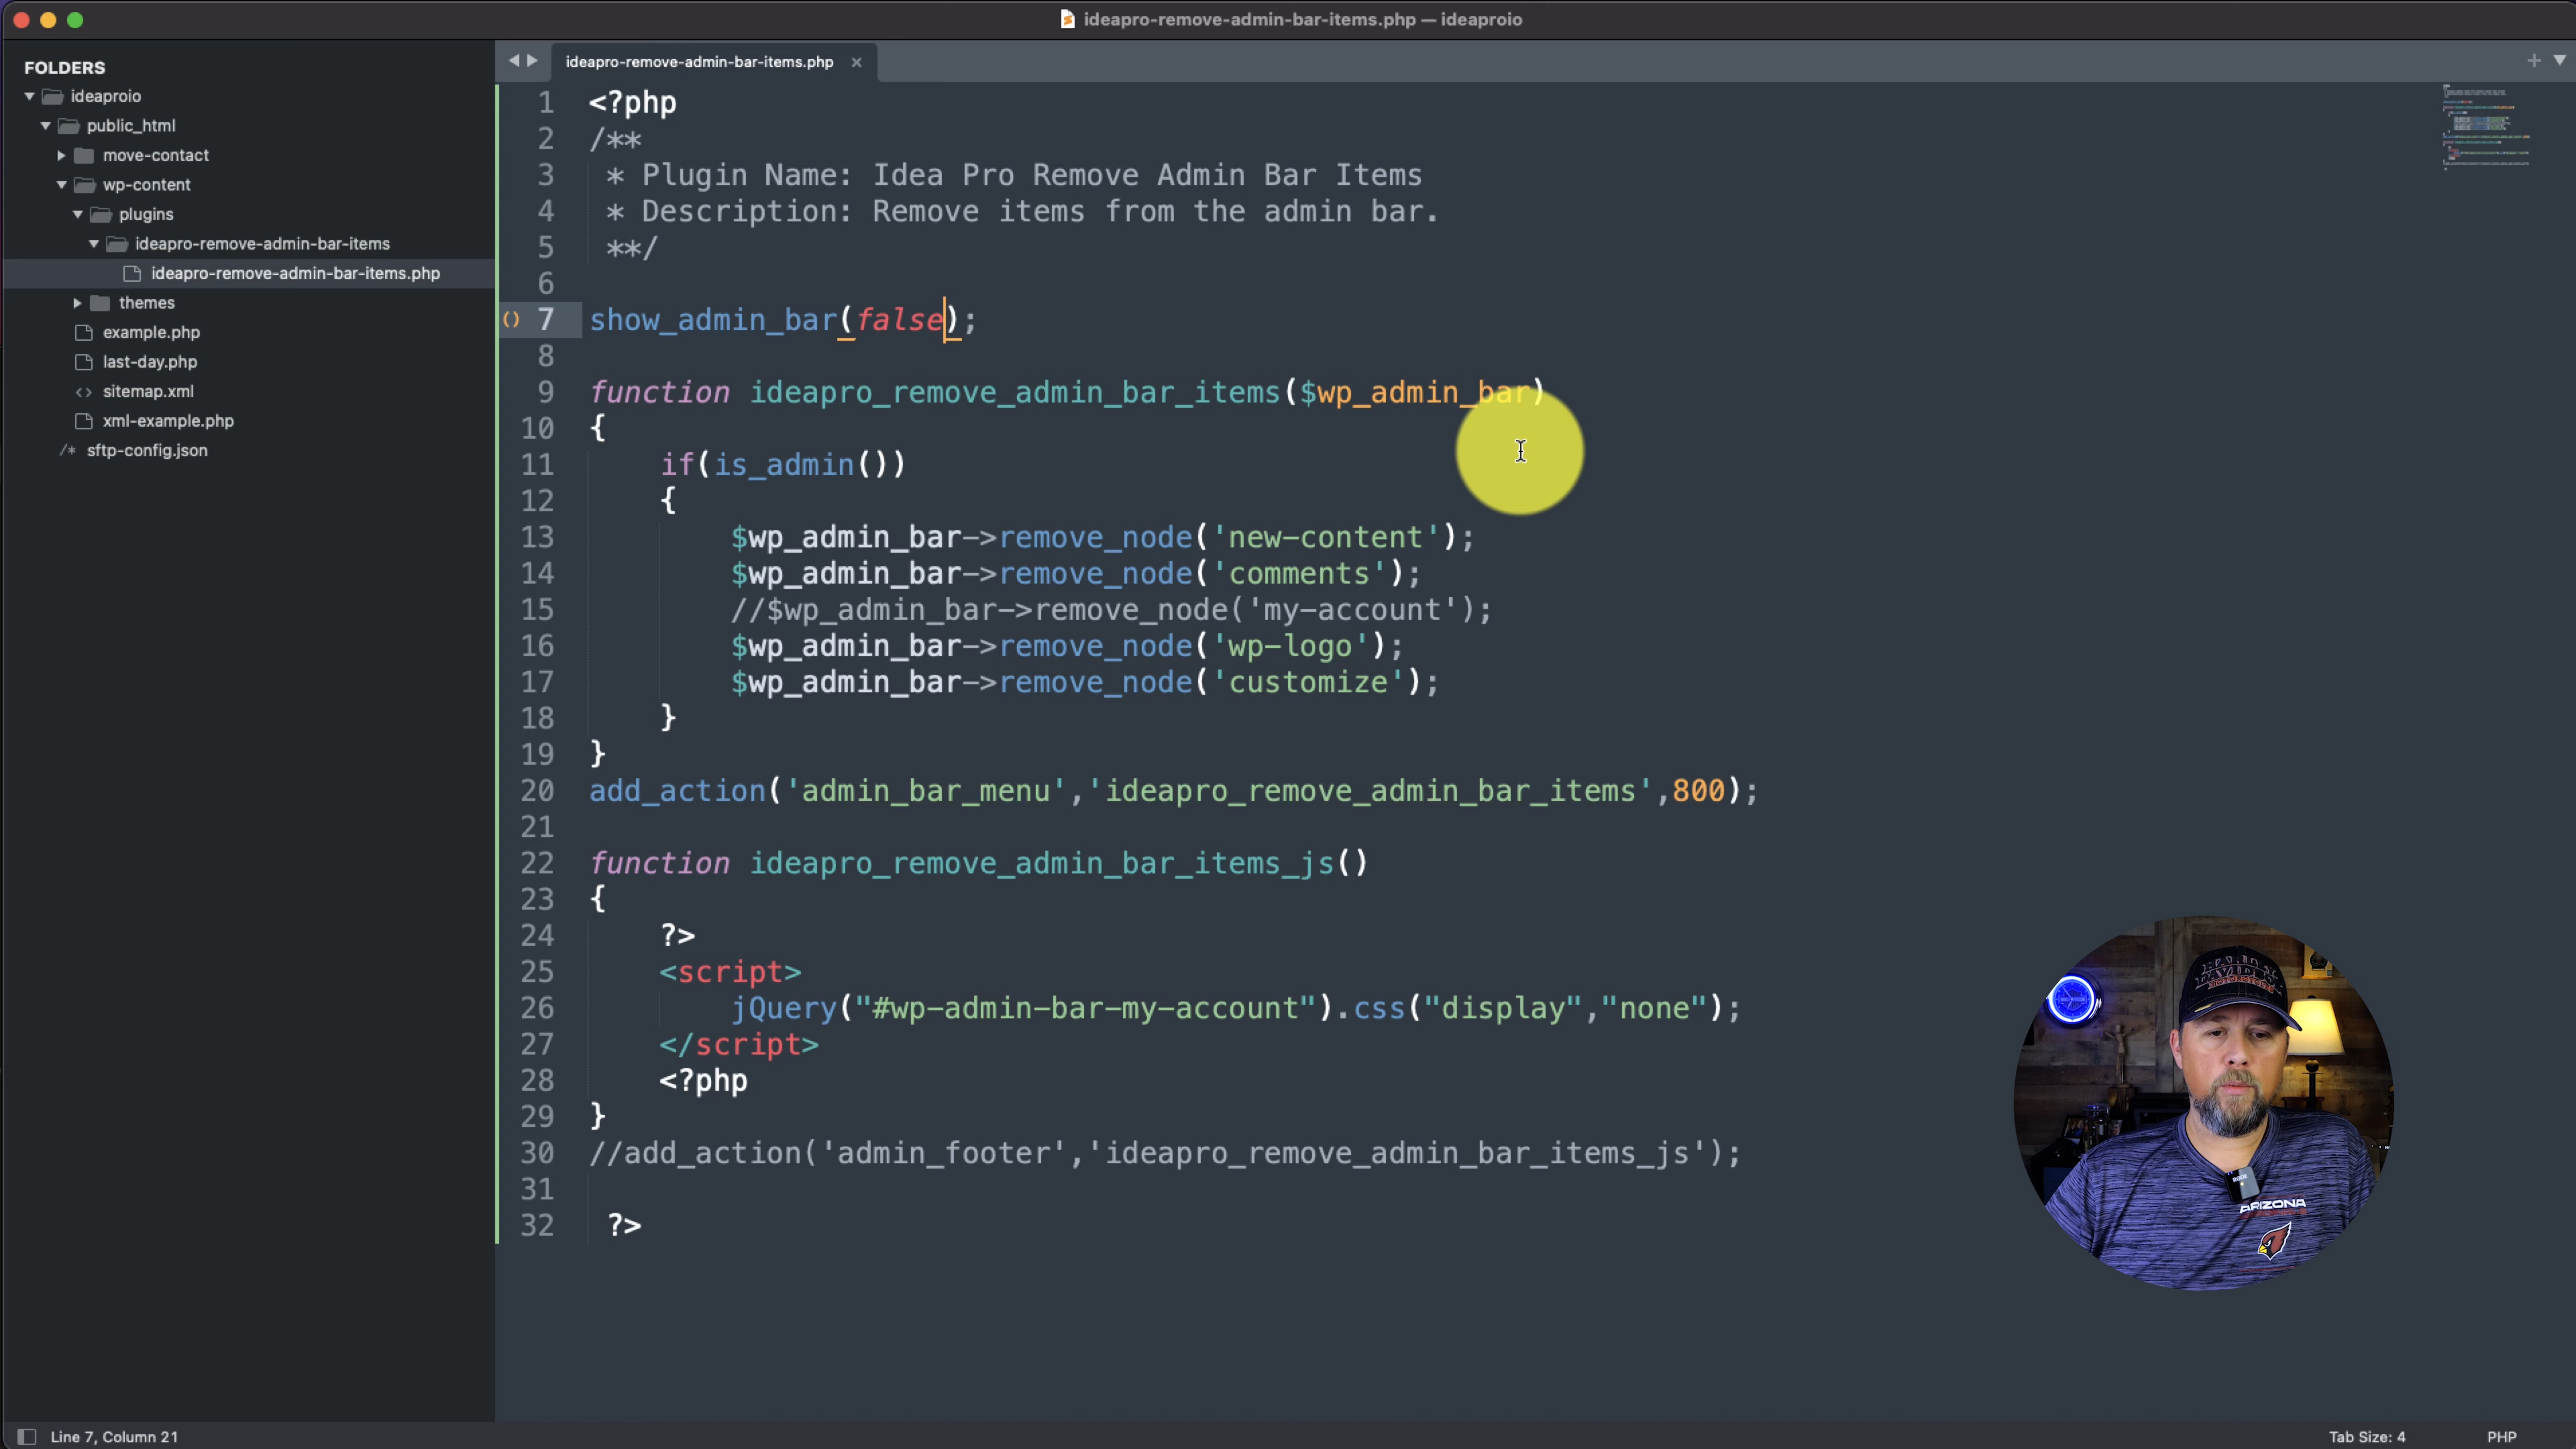 ideapro-remove-admin-bar-items.php — ideaproio
FOLDERS
ideaproio
public_html
move-contact
wp-content
plugins
ideapro-remove-admin-bar-items
ideapro-remove-admin-bar-items.php
themes
example.php
last-day.php
<> sitemap.xml
xml-example.php
/* sftp-config.json
ideapro-remove-admin-bar-items.php ×
1 <?php
2 /**
3 * Plugin Name: Idea Pro Remove Admin Bar Items
4 * Description: Remove items from the admin bar.
5 **/
6
() 7 show_admin_bar(false);
8
9 function ideapro_remove_admin_bar_items($wp_admin_bar)
10 {
11 if(is_admin())
12 {
13 $wp_admin_bar->remove_node('new-content');
14 $wp_admin_bar->remove_node('comments');
15 //$wp_admin_bar->remove_node('my-account');
16 $wp_admin_bar->remove_node('wp-logo');
17 $wp_admin_bar->remove_node('customize');
18 }
19 }
20 add_action('admin_bar_menu','ideapro_remove_admin_bar_items',800);
21
22 function ideapro_remove_admin_bar_items_js()
23 {
24 ?>
25 <script>
26 jQuery("#wp-admin-bar-my-account").css("display","none");
27 </script>
28 <?php
29 }
30 //add_action('admin_footer','ideapro_remove_admin_bar_items_js');
31
32 ?>
ARIZONA
Line 7, Column 21
Tab Size: 4
PHP